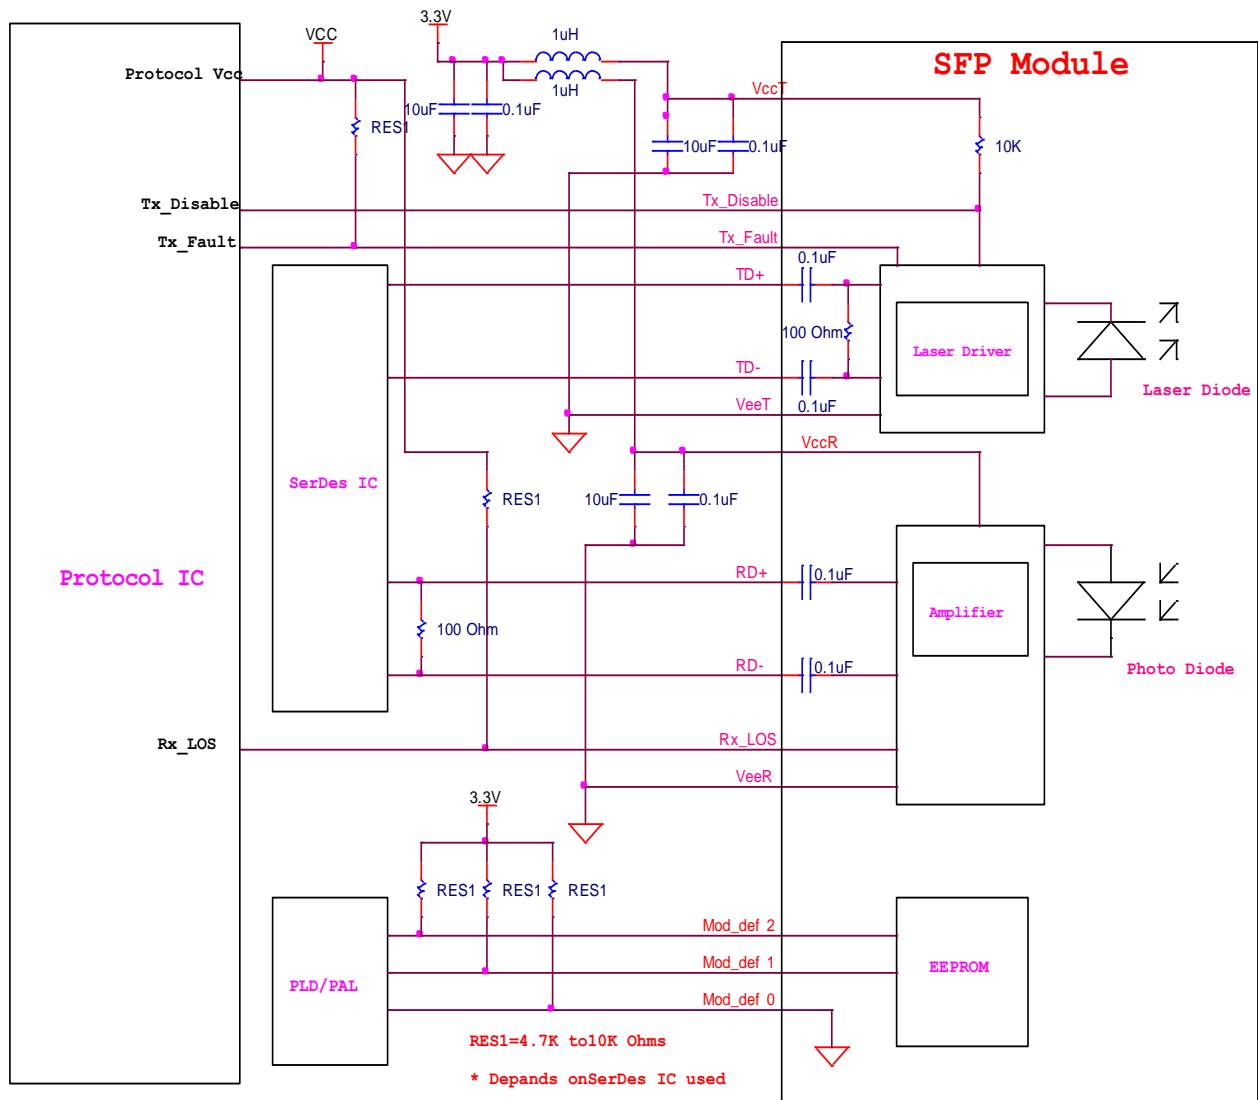 3.3V
1uH
VCC
SFP Module
Protocol Vcc
1uH
VccT
10uF
0.1uF
RES1
10uF
0.1uF
10K
Tx_Disable
Tx_Disable
Tx_Fault
Tx_Fault
0.1uF
TD+
100 Ohm
Laser Driver
TD-
Laser Diode
VeeT
0.1uF
VccR
SerDes IC
RES1
10uF
0.1uF
Protocol IC
RD+
0.1uF
Amplifier
100 Ohm
RD-
0.1uF
Photo Diode
Rx_LOS
Rx_LOS
VeeR
3.3V
RES1
RES1
RES1
Mod_def 2
Mod_def 1
EEPROM
PLD/PAL
Mod_def 0
RES1=4.7K to10K Ohms
* Depands onSerDes IC used